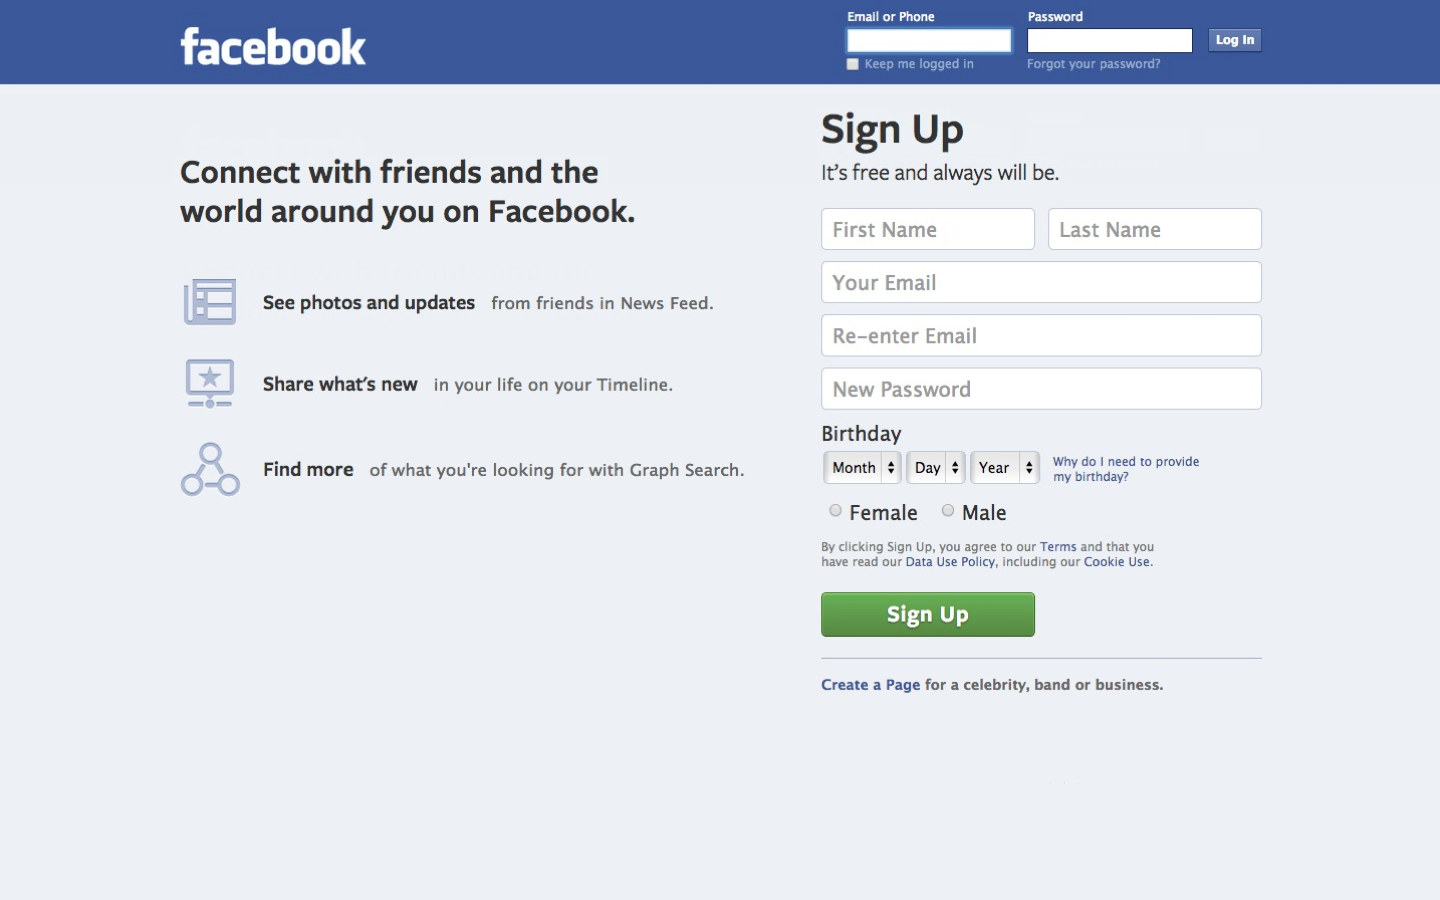 facebook
Email or Phone
Password
Log In
Keep me logged in
Forgot your password?
Connect with friends and the
world around you on Facebook.
See photos and updates from friends in News Feed.
Share what's new in your life on your Timeline.
Find more of what you're looking for with Graph Search.
Sign Up
It's free and always will be.
First Name
Last Name
Your Email
Re-enter Email
New Password
Birthday
Month
Day
Year
Why do I need to provide
my birthday?
Female
Male
By clicking Sign Up, you agree to our Terms and that you
have read our Data Use Policy, including our Cookie Use.
Sign Up
Create a Page for a celebrity, band or business.